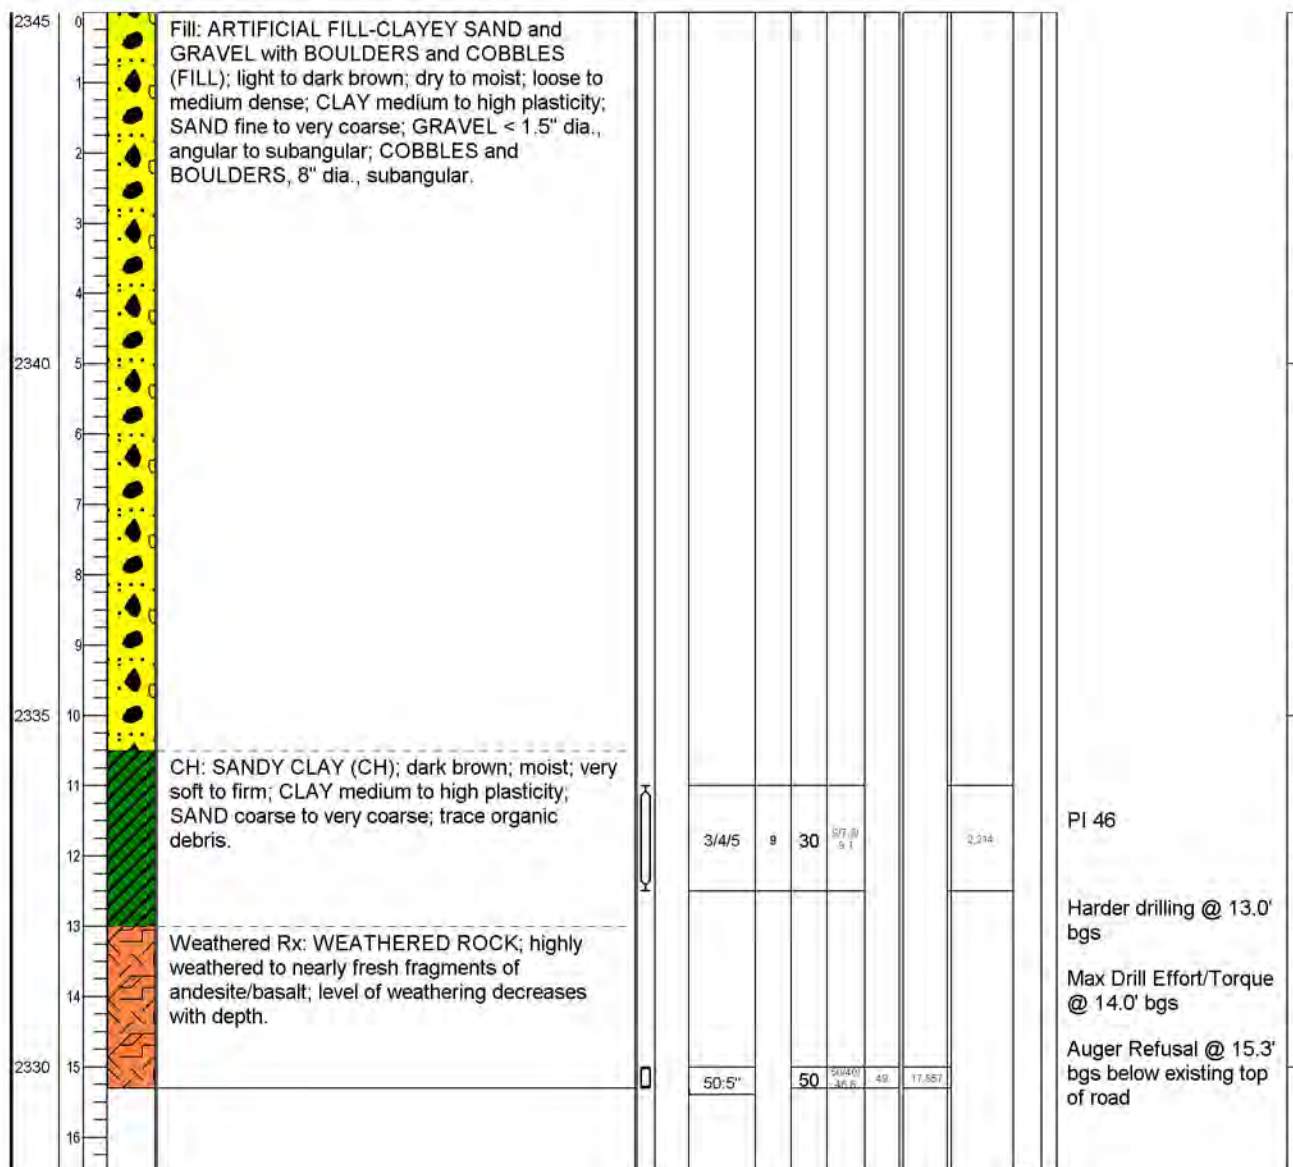 2345
0
Fill: ARTIFICIAL FILL-CLAYEY SAND and
GRAVEL with BOULDERS and COBBLES
(FILL); light to dark brown; dry to moist; loose to
medium dense; CLAY medium to high plasticity;
SAND fine to very coarse; GRAVEL < 1.5" dia.,
angular to subangular; COBBLES and
BOULDERS, 8" dia., subangular.
1
2
3
4
2340
5
6
7
8
9
2335
10
CH: SANDY CLAY (CH); dark brown; moist; very
soft to firm; CLAY medium to high plasticity;
SAND coarse to very coarse; trace organic
debris.
11
12
3/4/5
9
30
2,214
PI 46
Harder drilling @ 13.0'
bgs
13
Weathered Rx: WEATHERED ROCK; highly
weathered to nearly fresh fragments of
andesite/basalt; level of weathering decreases
with depth.
14
Max Drill Effort/Torque
@ 14.0' bgs
2330
15
50:5"
50
49
Auger Refusal @ 15.3'
bgs below existing top
of road
16